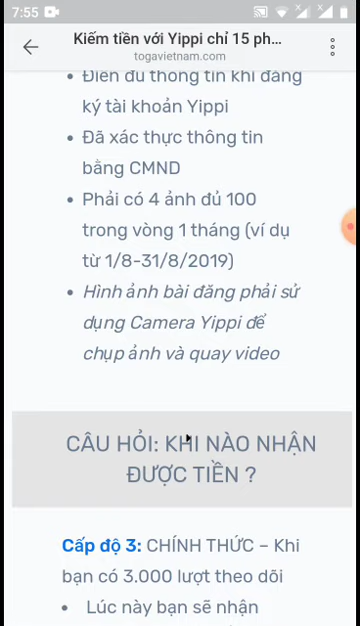 7:55
Kiếm tiền với Yippi chỉ 15 ph...
togavietnam.com
Điền đủ thông tin khi đăng
ký tài khoản Yippi
Đã xác thực thông tin
bằng CMND
Phải có 4 ảnh đủ 100
trong vòng 1 tháng (ví dụ
từ 1/8-31/8/2019)
Hình ảnh bài đăng phải sử
dụng Camera Yippi để
chụp ảnh và quay video
CÂU HỎI: KHI NÀO NHẬN
ĐƯỢC TIỀN ?
Cấp độ 3: CHÍNH THỨC – Khi
bạn có 3.000 lượt theo dõi
Lúc này bạn sẽ nhận